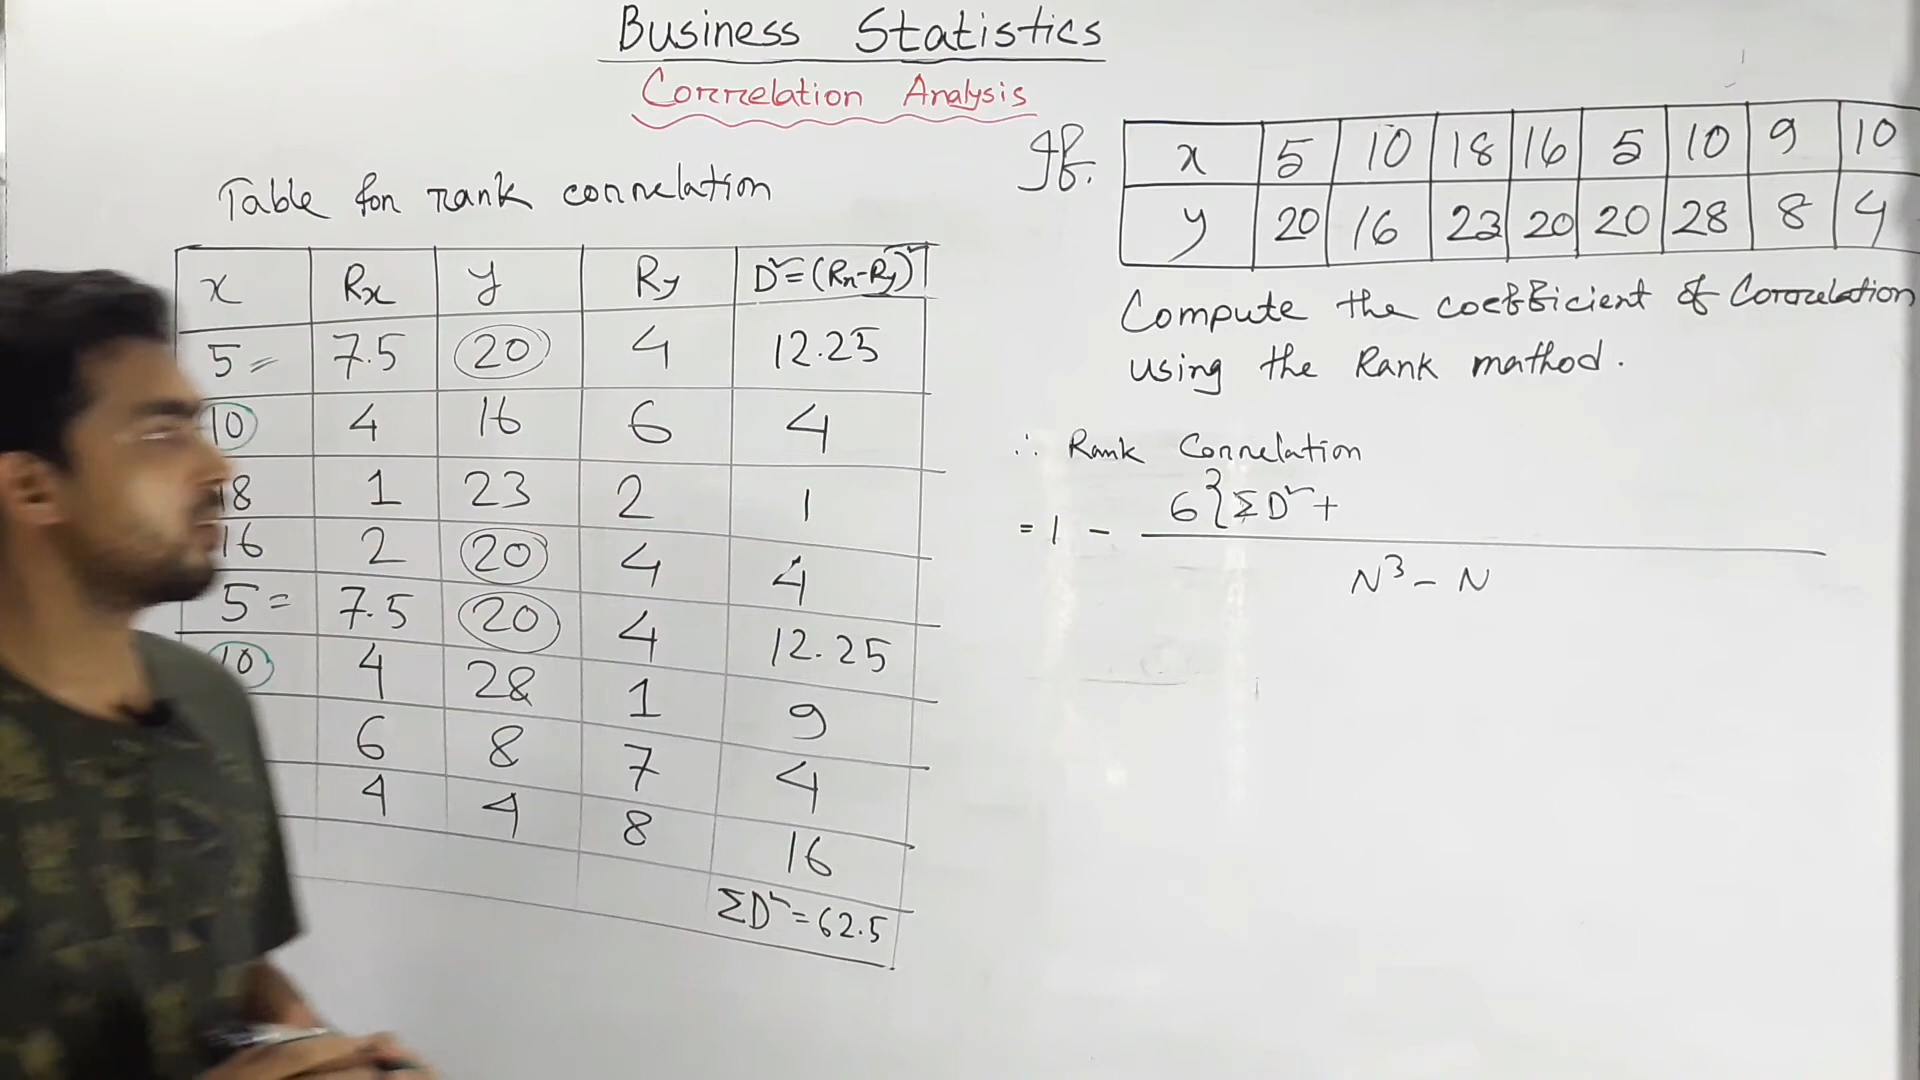 Business Statistics
Correlation Analysis
Table for rank correlation
x Rx y Ry D²=(Rx-Ry)²
5= 7.5 20 4 12.25
10 4 16 6 4
18 1 23 2 1
16 2 20 4 4
5= 7.5 20 4 12.25
10 4 28 1 9
6 8 7 4
4 4 8 16
ΣD²=62.5
If.
x 5 10 18 16 5 10 9 10
y 20 16 23 20 20 28 8 4
Compute the coefficient of Correlation
using the Rank mathod.
∴ Rank Correlation
= 1 - 6{ΣD²+
N³- N